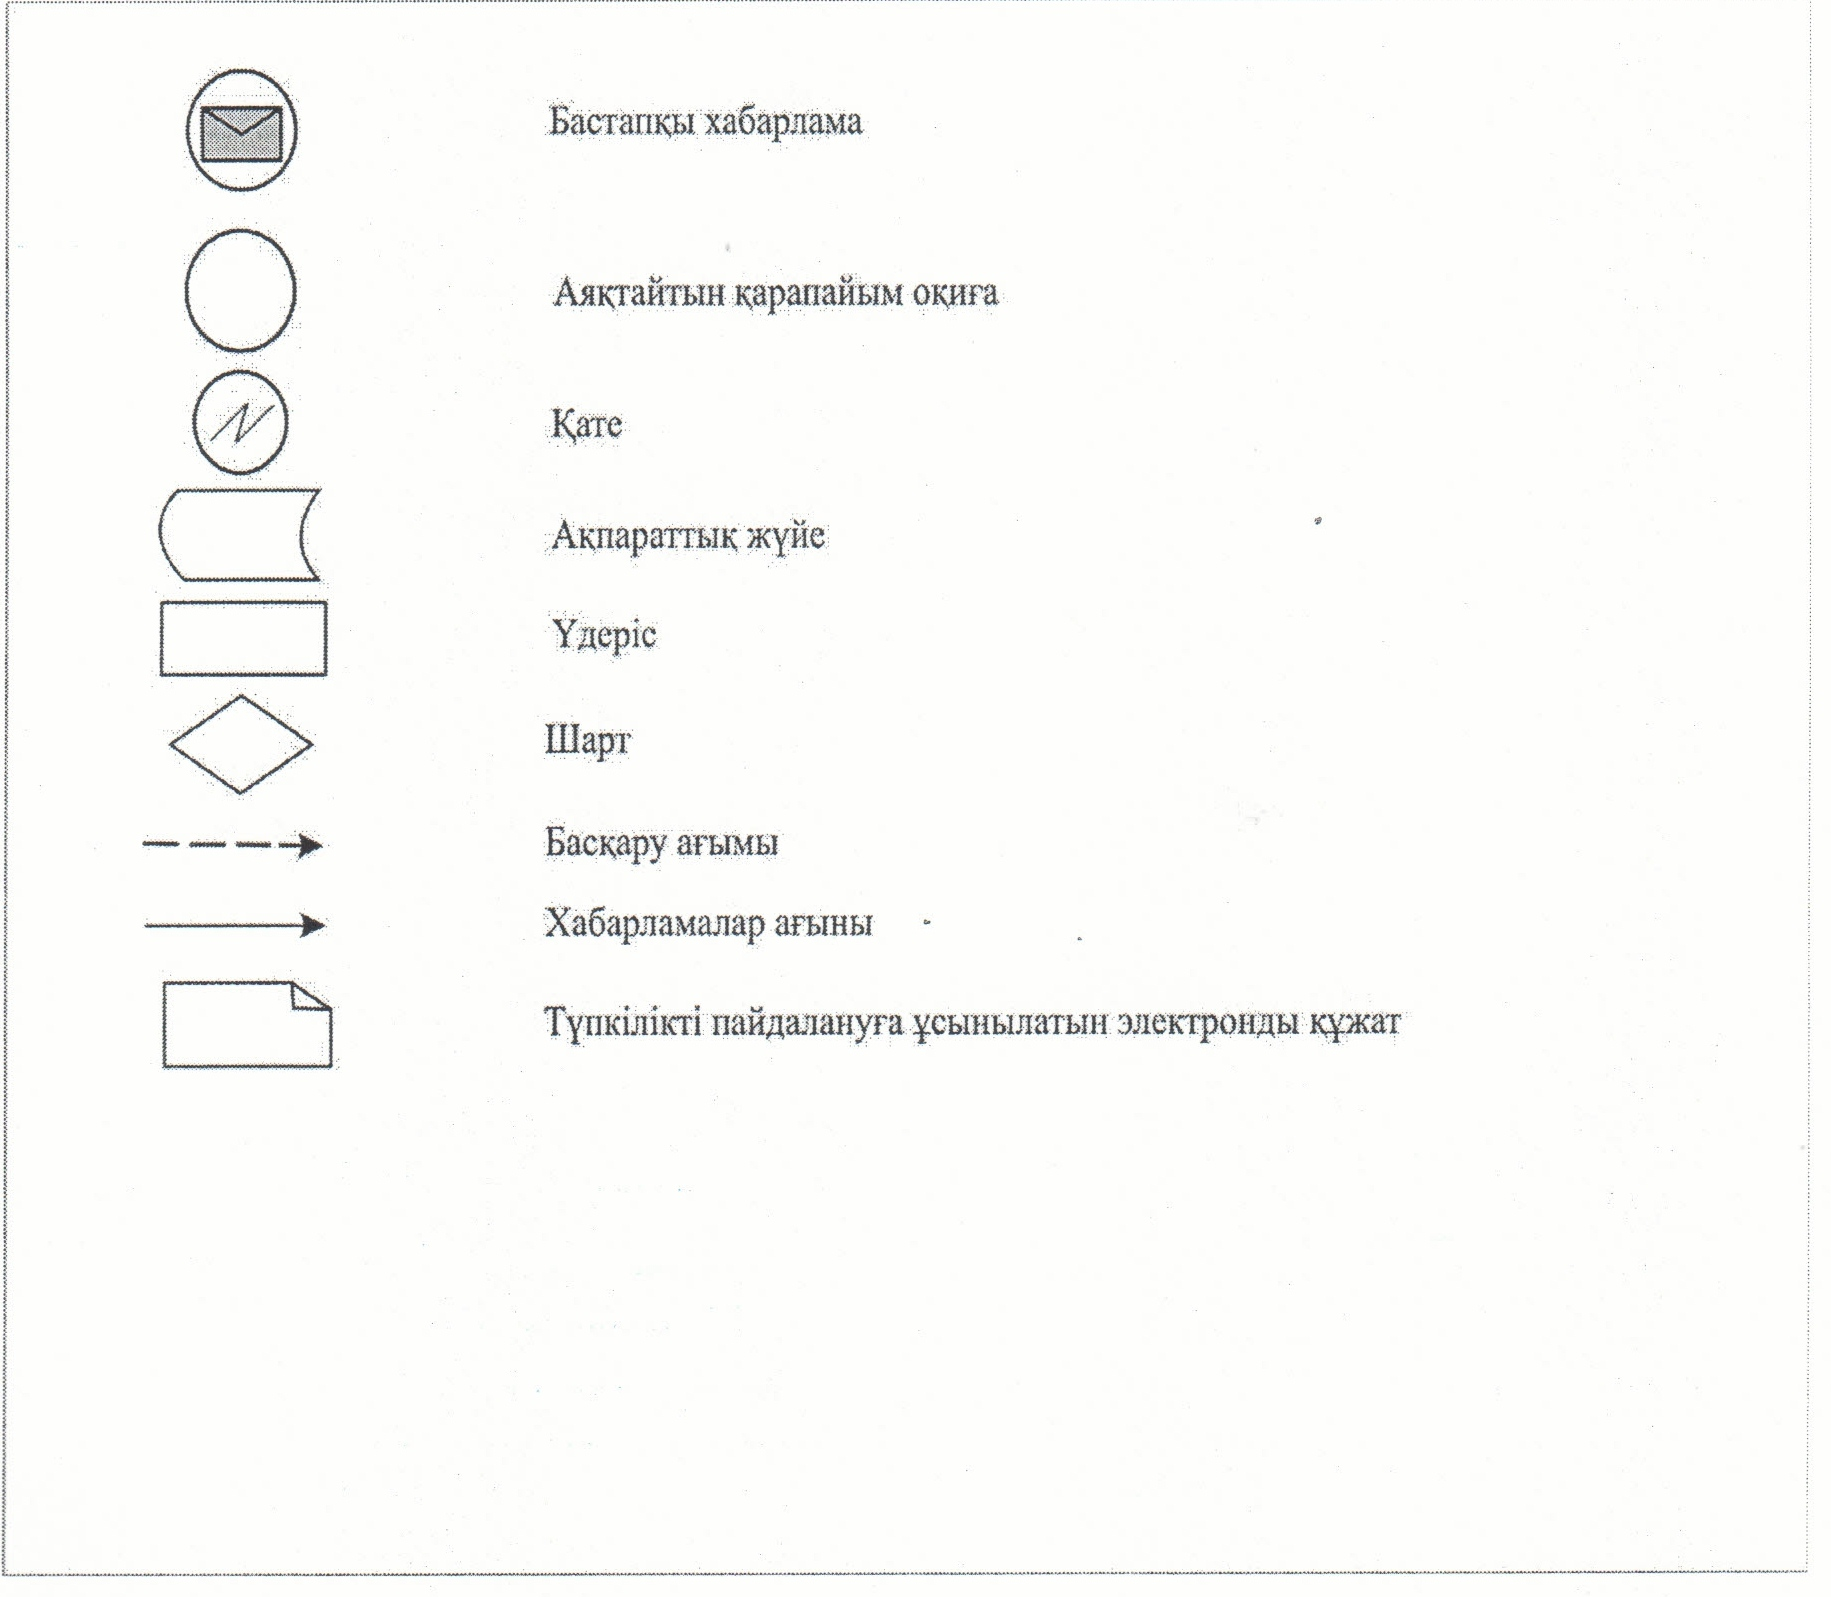 Бастапқы хабарлама
Аяқтайтын қарапайым оқиға
Қате
Ақпараттық жүйе
Үдеріс
Шарт
Басқару ағымы
Хабарламалар ағыны
Түпкілікті пайдалануға ұсынылатын электронды құжат